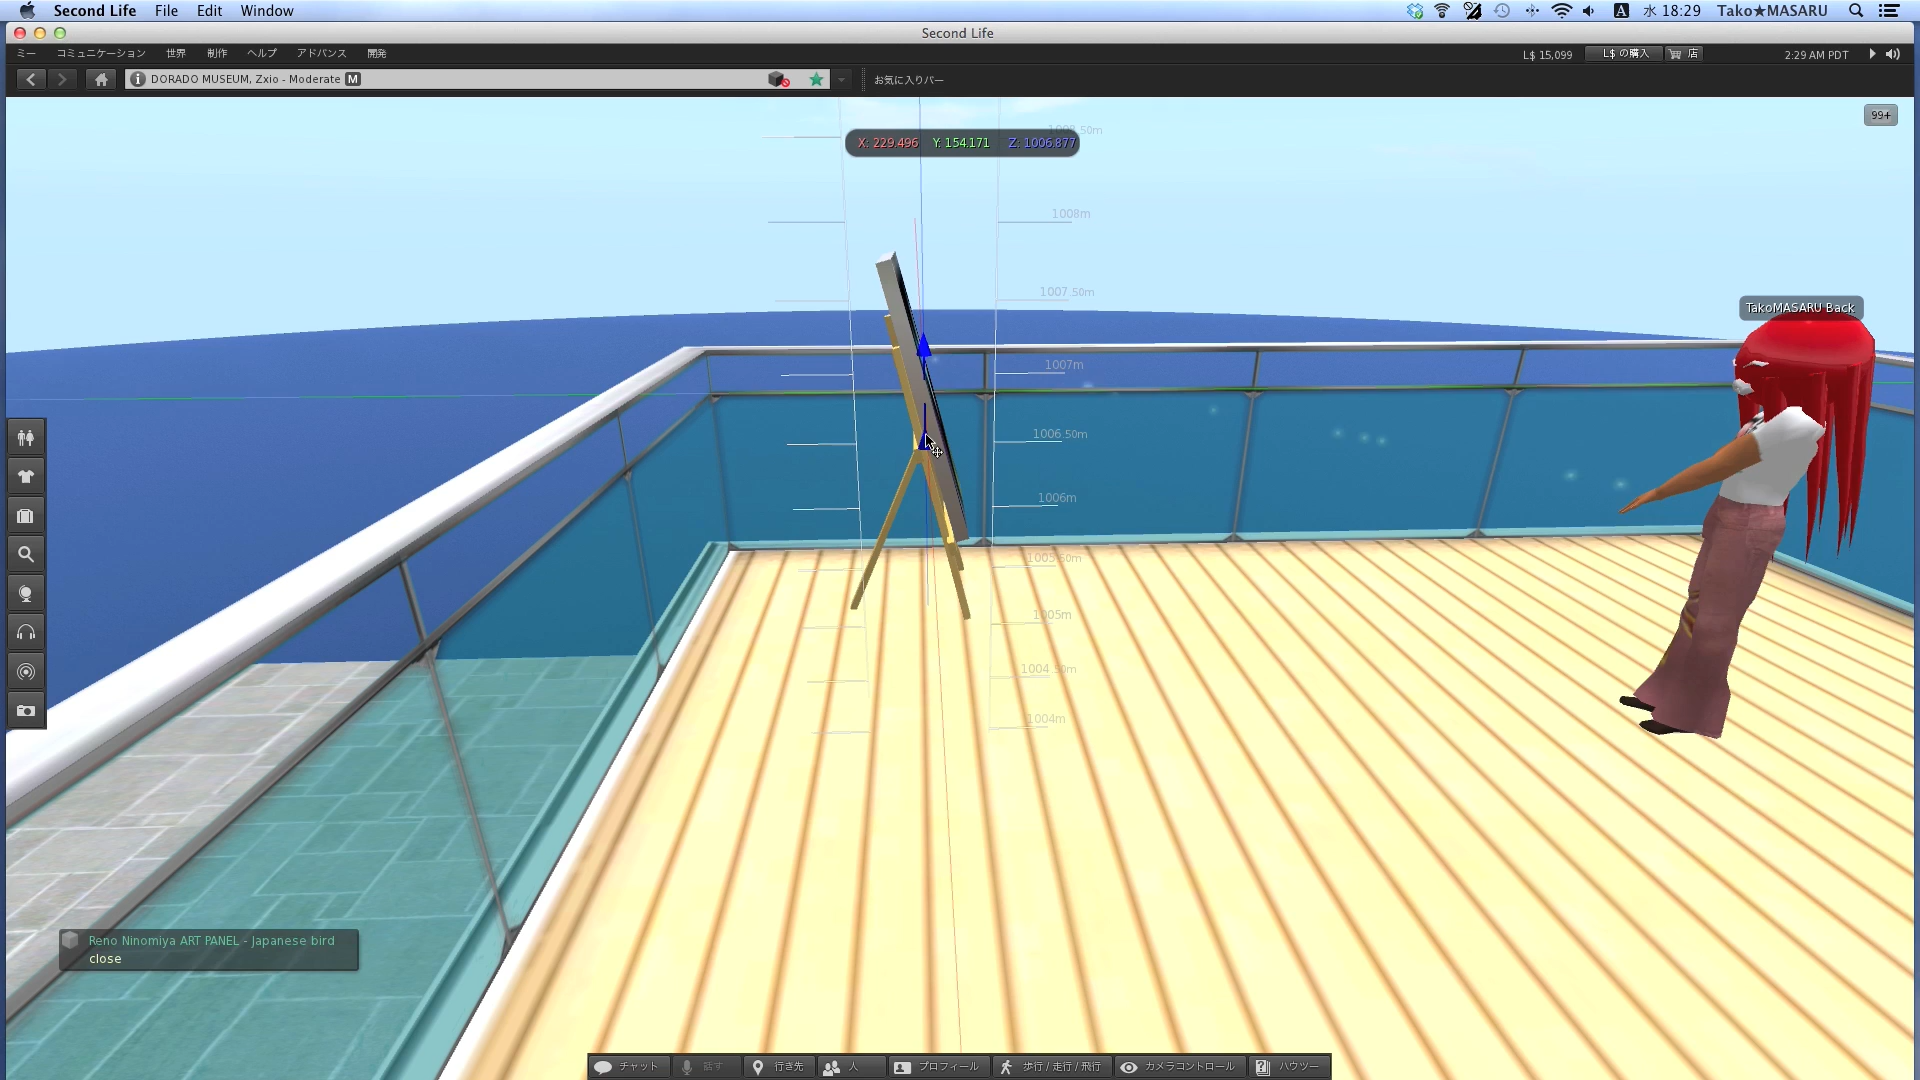 Second Life File Edit Window A 水 18:29 Tako★MASARU
Second Life
ミー コミュニケーション 世界 制作 ヘルプ アドバンス 開発 L$ 15,099 L$ の購入 店 2:29 AM PDT
DORADO MUSEUM, Zxio - Moderate M お気に入りバー
99+
1008.50m
X: 229.496 Y: 154.171 Z: 1006.877
1008m
1007.50m
TakoMASARU Back
1007m
1006.50m
1006m
1005.50m
1005m
1004.50m
1004m
Reno Ninomiya ART PANEL - Japanese bird
close
チャット 話す 行き先 人 プロフィール 歩行 / 走行 / 飛行 カメラコントロール ハウツー